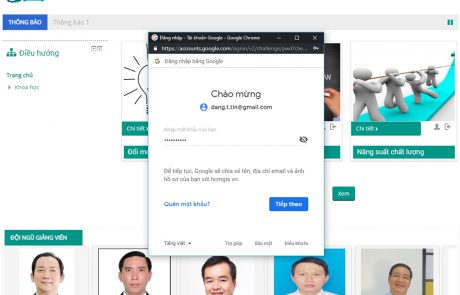 THÔNG BÁO
Thông báo 1
Điều hướng
Trang chủ
Khoa học
Đăng nhập - Tài khoản Google - Google Chrome
https://accounts.google.com/signin/v2/challenge/pwd?
Đăng nhập bằng Google
Chào mừng
dang.t.tin@gmail.com
Nhập mật khẩu của bạn
••••••••••
Để tiếp tục, Google sẽ chia sẻ tên, địa chỉ email và ảnh
hồ sơ của bạn với hcmgis.vn.
Quên mật khẩu?
Tiếp theo
Tiếng Việt
Trợ giúp
Bảo mật
Điều khoản
Chi tiết
Đổi mớ
Chi tiết
Năng suất chất lượng
Xem
ĐỘI NGŨ GIẢNG VIÊN